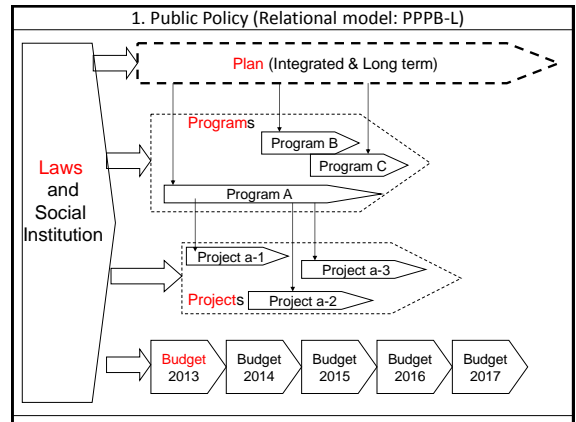 1. Public Policy (Relational model: PPPB-L)
Plan (Integrated & Long term)
Programs
Program B
Program C
Program A
Laws
and
Social
Institution
Project a-1
Project a-3
Projects
Project a-2
Budget
2013
Budget
2014
Budget
2015
Budget
2016
Budget
2017